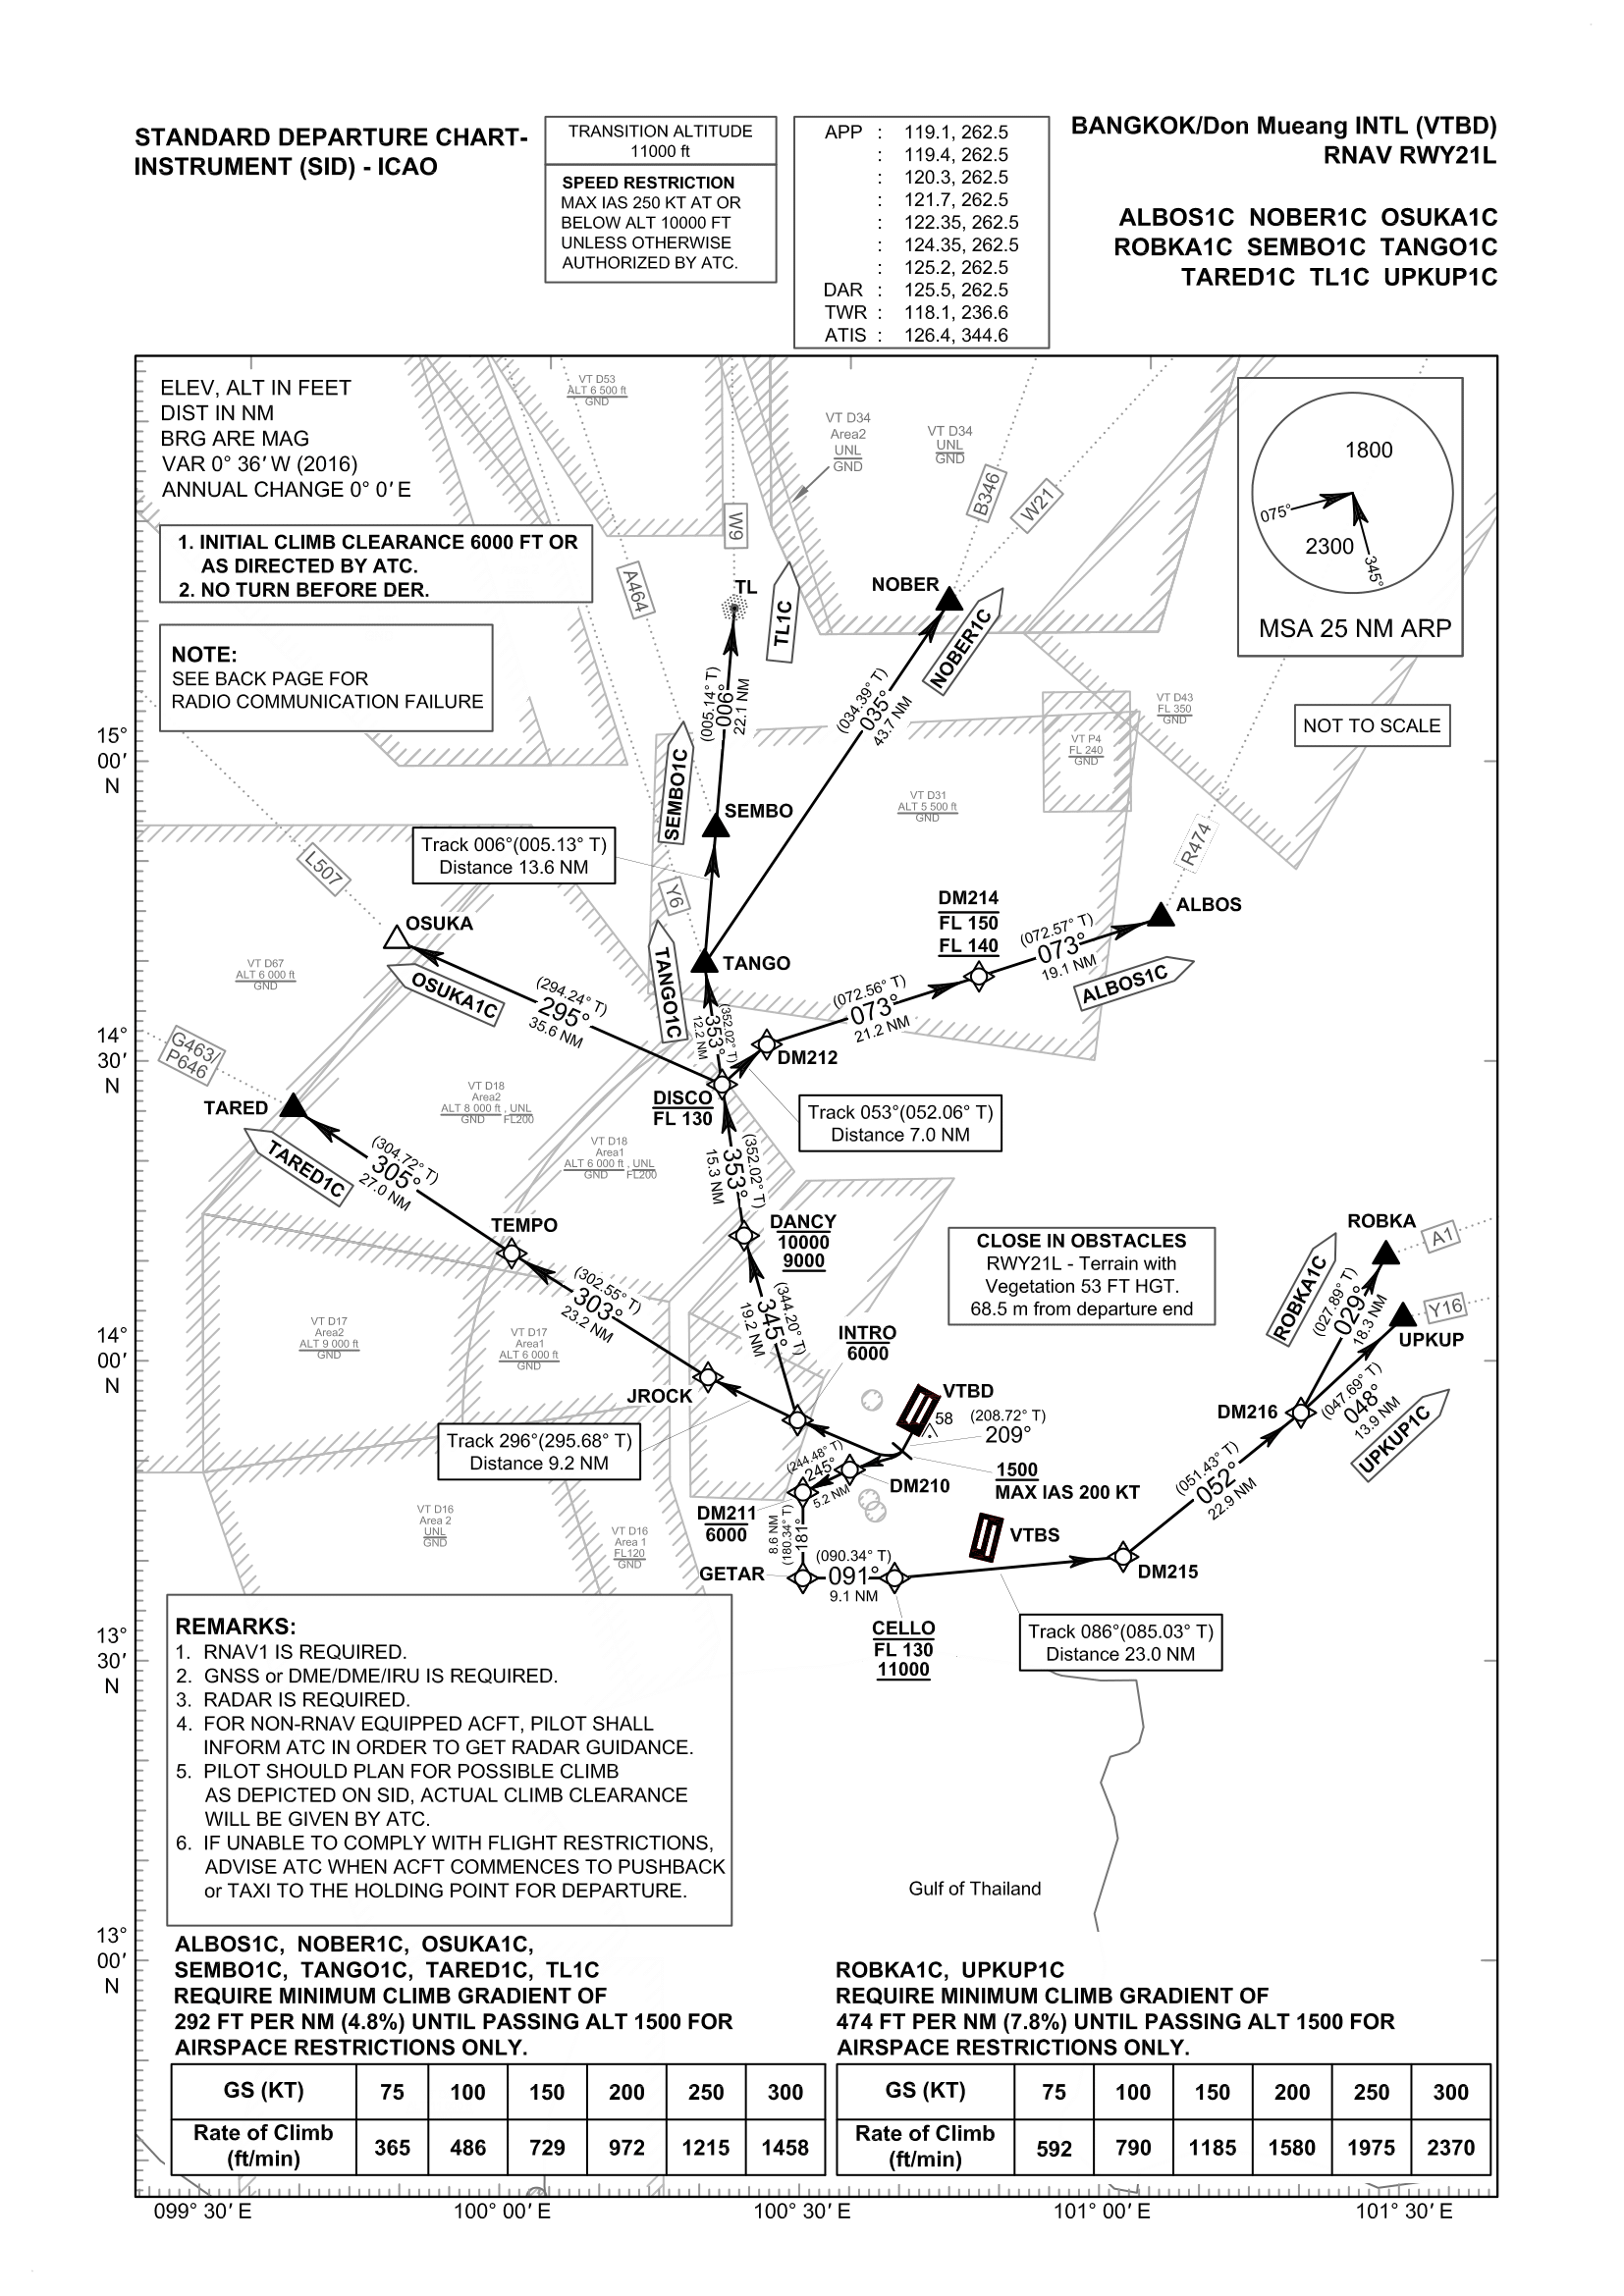 STANDARD DEPARTURE CHART-
INSTRUMENT (SID) - ICAO
TRANSITION ALTITUDE
11000 ft
SPEED RESTRICTION
MAX IAS 250 KT AT OR
BELOW ALT 10000 FT
UNLESS OTHERWISE
AUTHORIZED BY ATC.
APP : 119.1, 262.5
: 119.4, 262.5
: 120.3, 262.5
: 121.7, 262.5
: 122.35, 262.5
: 124.35, 262.5
: 125.2, 262.5
DAR : 125.5, 262.5
TWR : 118.1, 236.6
ATIS : 126.4, 344.6
BANGKOK/Don Mueang INTL (VTBD)
RNAV RWY21L
ALBOS1C NOBER1C OSUKA1C
ROBKA1C SEMBO1C TANGO1C
TARED1C TL1C UPKUP1C
ELEV, ALT IN FEET
DIST IN NM
BRG ARE MAG
VAR 0° 36′ W (2016)
ANNUAL CHANGE 0° 0′ E
1. INITIAL CLIMB CLEARANCE 6000 FT OR
AS DIRECTED BY ATC.
2. NO TURN BEFORE DER.
NOTE:
SEE BACK PAGE FOR
RADIO COMMUNICATION FAILURE
VT D53
ALT 6 500 ft
GND
VT D34
Area2
UNL
GND
VT D34
UNL
GND
B346
W21
W9
A464
1800
075°
2300
345°
MSA 25 NM ARP
NOT TO SCALE
TL
TL1C
NOBER
NOBER1C
(005.14° T)
006°
22.1 NM
(034.39° T)
035°
43.7 NM
VT D43
FL 350
GND
VT P4
FL 240
GND
VT D31
ALT 5 500 ft
GND
15°
00′
N
SEMBO1C
SEMBO
Track 006°(005.13° T)
Distance 13.6 NM
L507
Y6
R474
DM214
FL 150
FL 140
ALBOS
(072.57° T)
073°
19.1 NM
ALBOS1C
OSUKA
OSUKA1C
TANGO
TANGO1C
VT D67
ALT 6 000 ft
GND
(294.24° T)
295°
35.6 NM
(352.02° T)
353°
12.2 NM
(072.56° T)
073°
21.2 NM
14°
30′
N
DM212
G463/
P646
DISCO
FL 130
TARED
VT D18
Area2
ALT 8 000 ft , UNL
GND FL200
Track 053°(052.06° T)
Distance 7.0 NM
VT D18
Area1
ALT 6 000 ft , UNL
GND FL200
TARED1C
(304.72° T)
305°
27.0 NM
(352.02° T)
353°
15.3 NM
TEMPO
DANCY
10000
9000
CLOSE IN OBSTACLES
RWY21L - Terrain with
Vegetation 53 FT HGT.
68.5 m from departure end
ROBKA
A1
ROBKA1C
(027.89° T)
029°
18.3 NM
Y16
UPKUP
(302.55° T)
303°
23.2 NM
(344.20° T)
345°
19.2 NM
INTRO
6000
VT D17
Area2
ALT 9 000 ft
GND
VT D17
Area1
ALT 6 000 ft
GND
14°
00′
N
JROCK
VTBD
58
(208.72° T)
209°
DM216
(047.69° T)
048°
13.9 NM
UPKUP1C
Track 296°(295.68° T)
Distance 9.2 NM
(244.48° T)
245°
5.2 NM
DM210
1500
MAX IAS 200 KT
(051.43° T)
052°
22.9 NM
DM211
6000
VT D16
Area 2
UNL
GND
VT D16
Area 1
FL120
GND
8.6 NM
(180.34° T)
181°
VTBS
GETAR
(090.34° T)
091°
9.1 NM
DM215
CELLO
FL 130
11000
Track 086°(085.03° T)
Distance 23.0 NM
13°
30′
N
REMARKS:
1. RNAV1 IS REQUIRED.
2. GNSS or DME/DME/IRU IS REQUIRED.
3. RADAR IS REQUIRED.
4. FOR NON-RNAV EQUIPPED ACFT, PILOT SHALL
INFORM ATC IN ORDER TO GET RADAR GUIDANCE.
5. PILOT SHOULD PLAN FOR POSSIBLE CLIMB
AS DEPICTED ON SID, ACTUAL CLIMB CLEARANCE
WILL BE GIVEN BY ATC.
6. IF UNABLE TO COMPLY WITH FLIGHT RESTRICTIONS,
ADVISE ATC WHEN ACFT COMMENCES TO PUSHBACK
or TAXI TO THE HOLDING POINT FOR DEPARTURE.
Gulf of Thailand
13°
00′
N
ALBOS1C, NOBER1C, OSUKA1C,
SEMBO1C, TANGO1C, TARED1C, TL1C
REQUIRE MINIMUM CLIMB GRADIENT OF
292 FT PER NM (4.8%) UNTIL PASSING ALT 1500 FOR
AIRSPACE RESTRICTIONS ONLY.
GS (KT) 75 100 150 200 250 300
Rate of Climb
(ft/min) 365 486 729 972 1215 1458
ROBKA1C, UPKUP1C
REQUIRE MINIMUM CLIMB GRADIENT OF
474 FT PER NM (7.8%) UNTIL PASSING ALT 1500 FOR
AIRSPACE RESTRICTIONS ONLY.
GS (KT) 75 100 150 200 250 300
Rate of Climb
(ft/min) 592 790 1185 1580 1975 2370
099° 30′ E 100° 00′ E 100° 30′ E 101° 00′ E 101° 30′ E